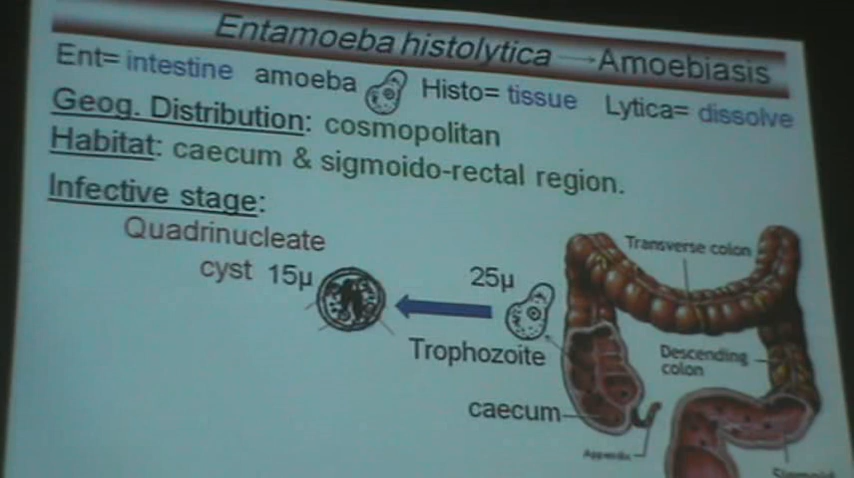 Entamoeba histolytica → Amoebiasis
Ent= intestine amoeba Histo= tissue Lytica= dissolve
Geog. Distribution: cosmopolitan
Habitat: caecum & sigmoido-rectal region.
Infective stage:
Quadrinucleate
cyst 15µ
25µ
Trophozoite
caecum
Transverse colon
Descending
colon
Appendix
Sigmoid